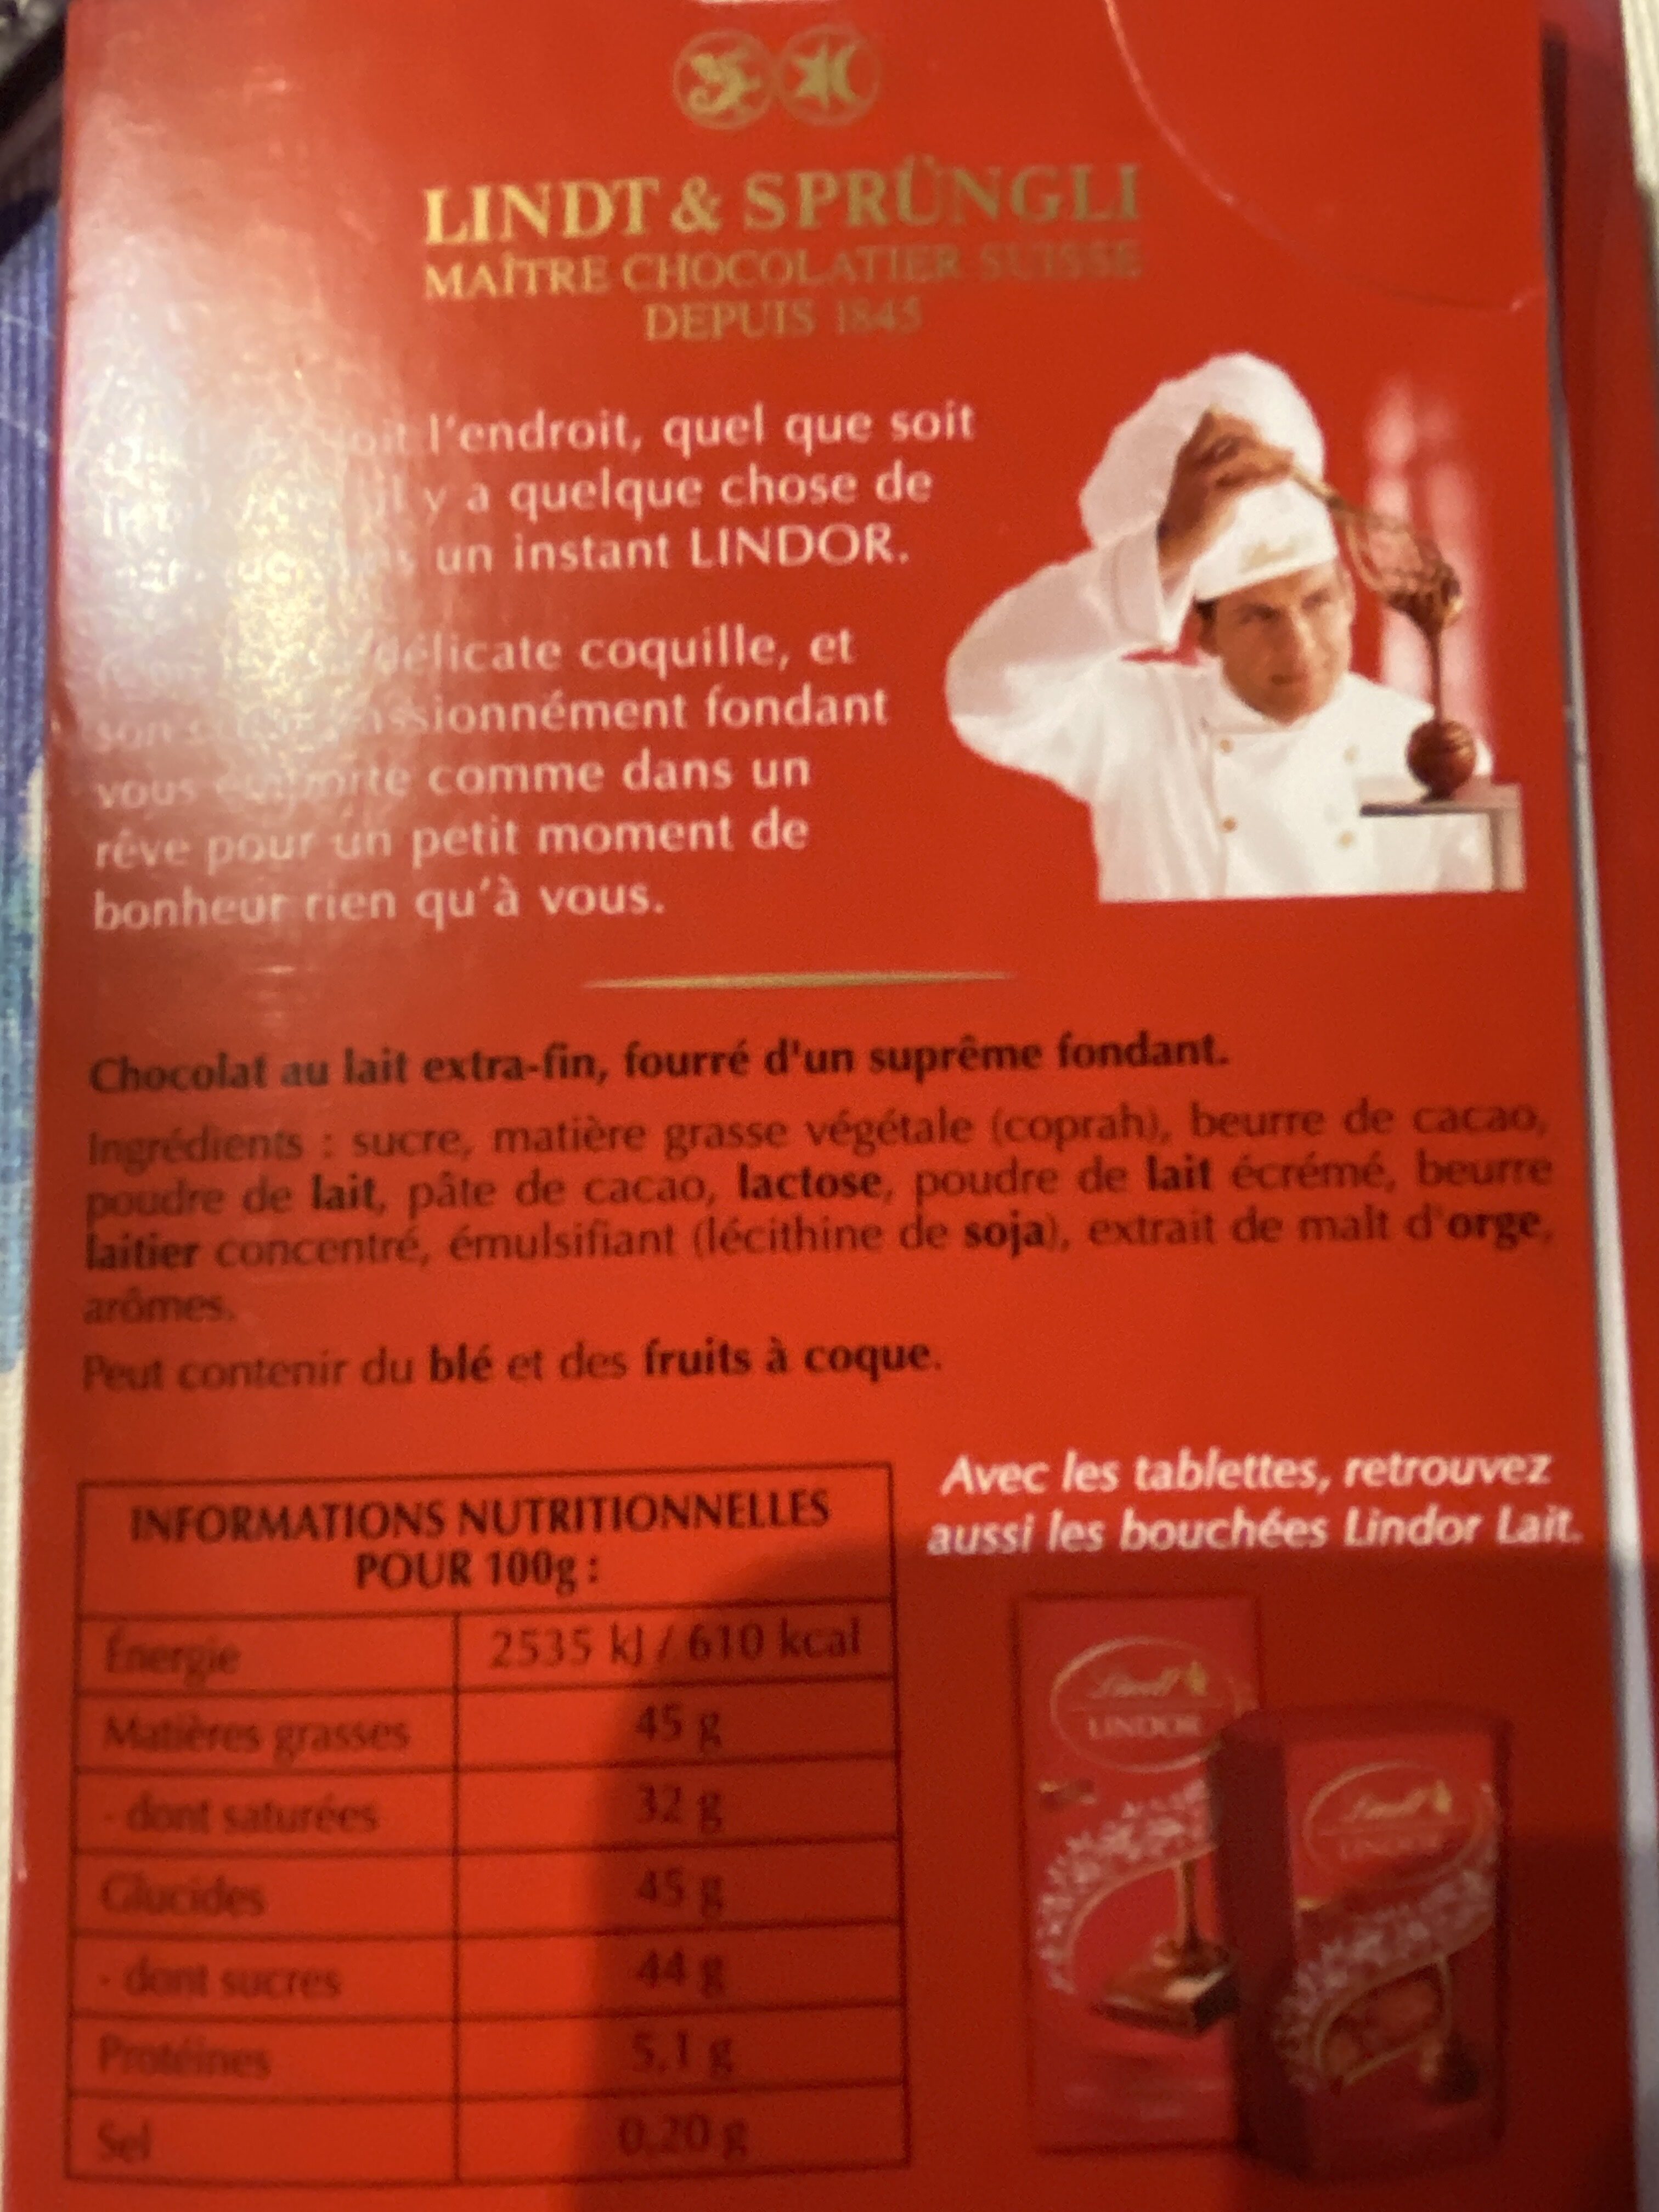 LINDT & SPRÜNGLI
MAÎTRE CHOCOLATIER SUISSE
DEPUIS 1845
soit l'endroit, quel que soit
il y a quelque chose de
un instant LINDOR.
délicate coquille, et
son passionnément fondant
vous emporte comme dans un
rêve pour un petit moment de
bonheur rien qu'à vous.
Chocolat au lait extra-fin, fourré d'un suprême fondant.
Ingrédients : sucre, matière grasse végétale (coprah), beurre de cacao,
poudre de lait, pâte de cacao, lactose, poudre de lait écrémé, beurre
laitier concentré, émulsifiant (lécithine de soja), extrait de malt d'orge,
arômes.
Peut contenir du blé et des fruits à coque.
Avec les tablettes, retrouvez
aussi les bouchées Lindor Lait.
INFORMATIONS NUTRITIONNELLES
POUR 100g :
Énergie 2535 kJ / 610 kcal
Matières grasses 45 g
- dont saturées 32 g
Glucides 45 g
- dont sucres 44 g
Protéines 5,1 g
Sel 0,20 g
Lindt
LINDOR
Lindt
LINDOR